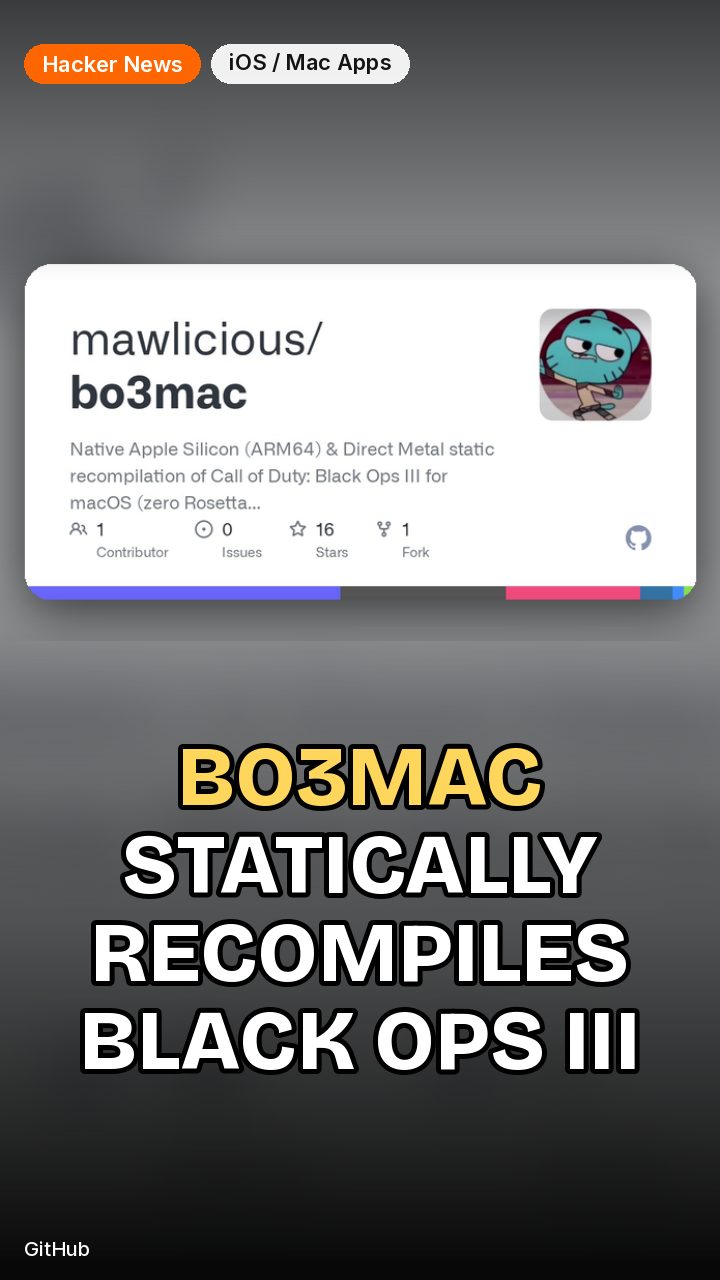 Hacker News
iOS / Mac Apps
mawlicious/
bo3mac
Native Apple Silicon (ARM64) & Direct Metal static
recompilation of Call of Duty: Black Ops III for
macOS (zero Rosetta...
1 0 16 1
Contributor Issues Stars Fork
BO3MAC
STATICALLY
RECOMPILES
BLACK OPS III
GitHub